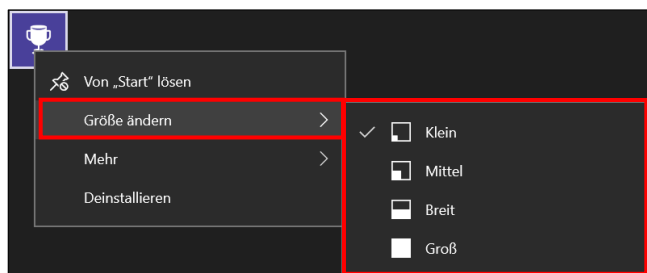 Von „Start“ lösen
Größe ändern
Mehr
Deinstallieren
Klein
Mittel
Breit
Groß